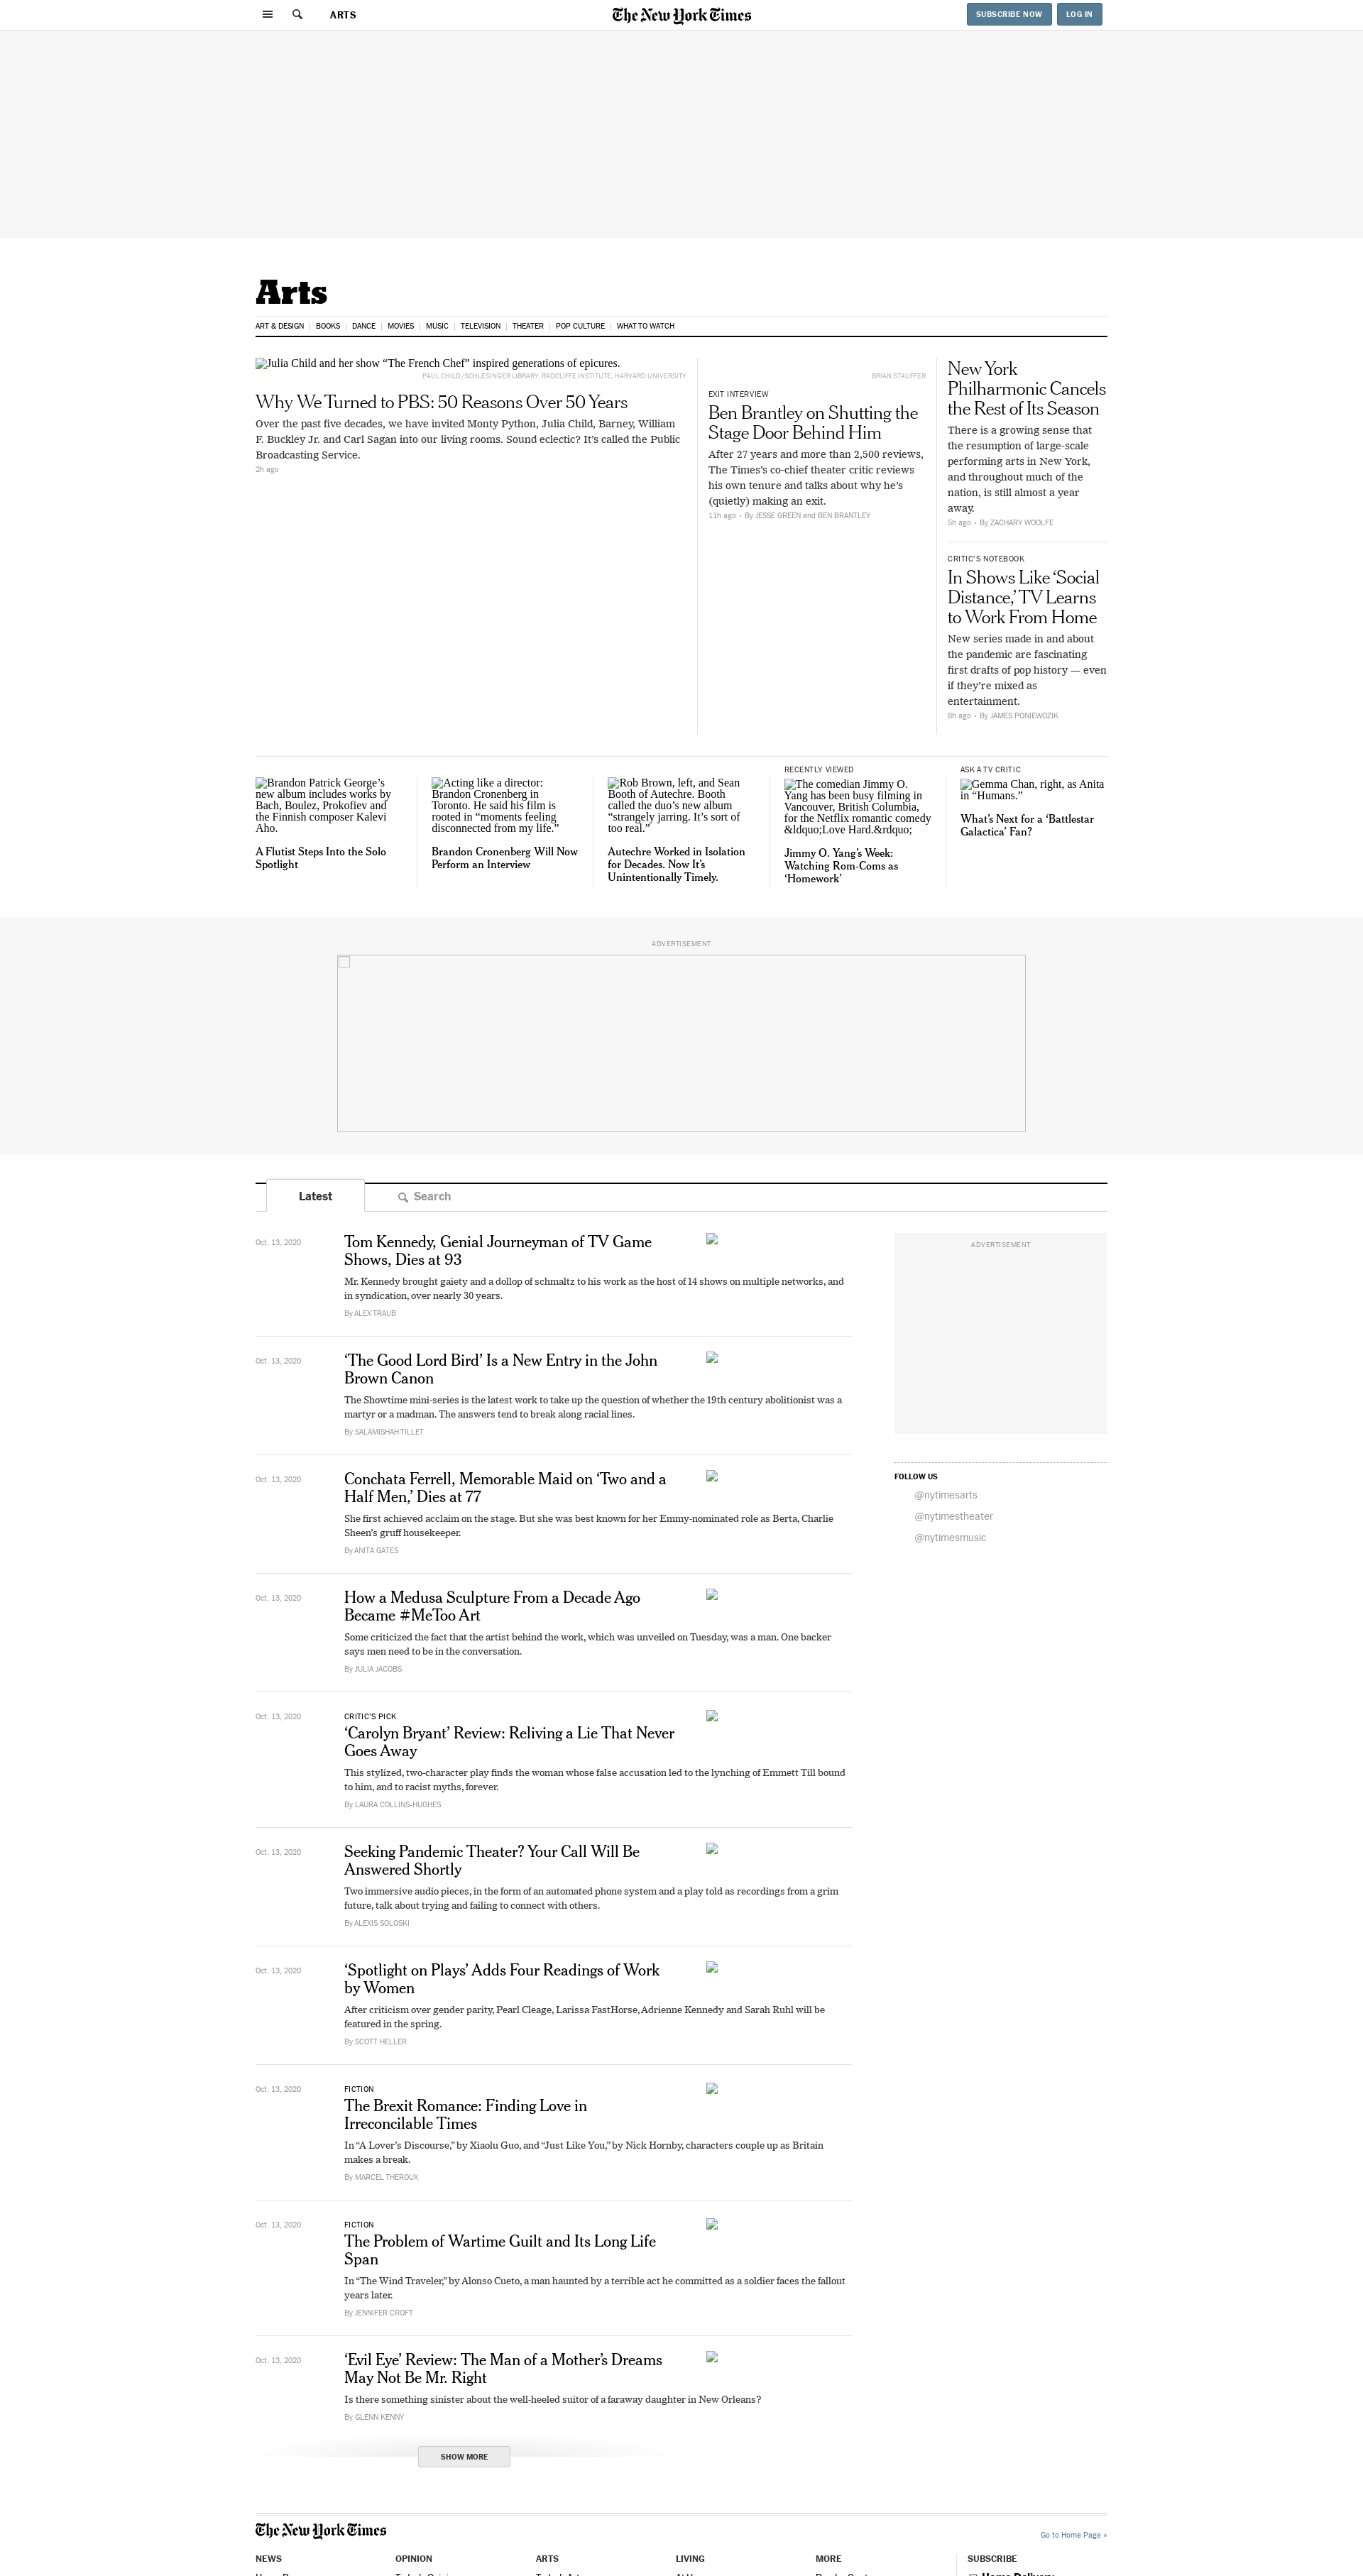 ARTS
The New York Times
SUBSCRIBE NOW
LOG IN
Arts
ART & DESIGN
BOOKS
DANCE
MOVIES
MUSIC
TELEVISION
THEATER
POP CULTURE
WHAT TO WATCH
Julia Child and her show “The French Chef” inspired generations of epicures.
PAUL CHILD/SCHLESINGER LIBRARY, RADCLIFFE INSTITUTE, HARVARD UNIVERSITY
Why We Turned to PBS: 50 Reasons Over 50 Years
Over the past five decades, we have invited Monty Python, Julia Child, Barney, William
F. Buckley Jr. and Carl Sagan into our living rooms. Sound eclectic? It’s called the Public
Broadcasting Service.
2h ago
BRIAN STAUFFER
EXIT INTERVIEW
Ben Brantley on Shutting the
Stage Door Behind Him
After 27 years and more than 2,500 reviews,
The Times’s co-chief theater critic reviews
his own tenure and talks about why he’s
(quietly) making an exit.
11h ago • By JESSE GREEN and BEN BRANTLEY
New York
Philharmonic Cancels
the Rest of Its Season
There is a growing sense that
the resumption of large-scale
performing arts in New York,
and throughout much of the
nation, is still almost a year
away.
5h ago • By ZACHARY WOOLFE
CRITIC’S NOTEBOOK
In Shows Like ‘Social
Distance,’ TV Learns
to Work From Home
New series made in and about
the pandemic are fascinating
first drafts of pop history — even
if they’re mixed as
entertainment.
8h ago • By JAMES PONIEWOZIK
Brandon Patrick George’s
new album includes works by
Bach, Boulez, Prokofiev and
the Finnish composer Kalevi
Aho.
A Flutist Steps Into the Solo
Spotlight
Acting like a director:
Brandon Cronenberg in
Toronto. He said his film is
rooted in “moments feeling
disconnected from my life.”
Brandon Cronenberg Will Now
Perform an Interview
Rob Brown, left, and Sean
Booth of Autechre. Booth
called the duo’s new album
“strangely jarring. It’s sort of
too real.”
Autechre Worked in Isolation
for Decades. Now It’s
Unintentionally Timely.
RECENTLY VIEWED
The comedian Jimmy O.
Yang has been busy filming in
Vancouver, British Columbia,
for the Netflix romantic comedy
&ldquo;Love Hard.&rdquo;
Jimmy O. Yang’s Week:
Watching Rom-Coms as
‘Homework’
ASK A TV CRITIC
Gemma Chan, right, as Anita
in “Humans.”
What’s Next for a ‘Battlestar
Galactica’ Fan?
ADVERTISEMENT
Latest
Search
Oct. 13, 2020
Tom Kennedy, Genial Journeyman of TV Game
Shows, Dies at 93
Mr. Kennedy brought gaiety and a dollop of schmaltz to his work as the host of 14 shows on multiple networks, and
in syndication, over nearly 30 years.
By ALEX TRAUB
Oct. 13, 2020
‘The Good Lord Bird’ Is a New Entry in the John
Brown Canon
The Showtime mini-series is the latest work to take up the question of whether the 19th century abolitionist was a
martyr or a madman. The answers tend to break along racial lines.
By SALAMISHAH TILLET
Oct. 13, 2020
Conchata Ferrell, Memorable Maid on ‘Two and a
Half Men,’ Dies at 77
She first achieved acclaim on the stage. But she was best known for her Emmy-nominated role as Berta, Charlie
Sheen’s gruff housekeeper.
By ANITA GATES
Oct. 13, 2020
How a Medusa Sculpture From a Decade Ago
Became #MeToo Art
Some criticized the fact that the artist behind the work, which was unveiled on Tuesday, was a man. One backer
says men need to be in the conversation.
By JULIA JACOBS
Oct. 13, 2020
CRITIC’S PICK
‘Carolyn Bryant’ Review: Reliving a Lie That Never
Goes Away
This stylized, two-character play finds the woman whose false accusation led to the lynching of Emmett Till bound
to him, and to racist myths, forever.
By LAURA COLLINS-HUGHES
Oct. 13, 2020
Seeking Pandemic Theater? Your Call Will Be
Answered Shortly
Two immersive audio pieces, in the form of an automated phone system and a play told as recordings from a grim
future, talk about trying and failing to connect with others.
By ALEXIS SOLOSKI
Oct. 13, 2020
‘Spotlight on Plays’ Adds Four Readings of Work
by Women
After criticism over gender parity, Pearl Cleage, Larissa FastHorse, Adrienne Kennedy and Sarah Ruhl will be
featured in the spring.
By SCOTT HELLER
Oct. 13, 2020
FICTION
The Brexit Romance: Finding Love in
Irreconcilable Times
In “A Lover’s Discourse,” by Xiaolu Guo, and “Just Like You,” by Nick Hornby, characters couple up as Britain
makes a break.
By MARCEL THEROUX
Oct. 13, 2020
FICTION
The Problem of Wartime Guilt and Its Long Life
Span
In “The Wind Traveler,” by Alonso Cueto, a man haunted by a terrible act he committed as a soldier faces the fallout
years later.
By JENNIFER CROFT
Oct. 13, 2020
‘Evil Eye’ Review: The Man of a Mother’s Dreams
May Not Be Mr. Right
Is there something sinister about the well-heeled suitor of a faraway daughter in New Orleans?
By GLENN KENNY
SHOW MORE
ADVERTISEMENT
FOLLOW US
@nytimesarts
@nytimestheater
@nytimesmusic
The New York Times
Go to Home Page »
NEWS
OPINION
ARTS
MORE
SUBSCRIBE